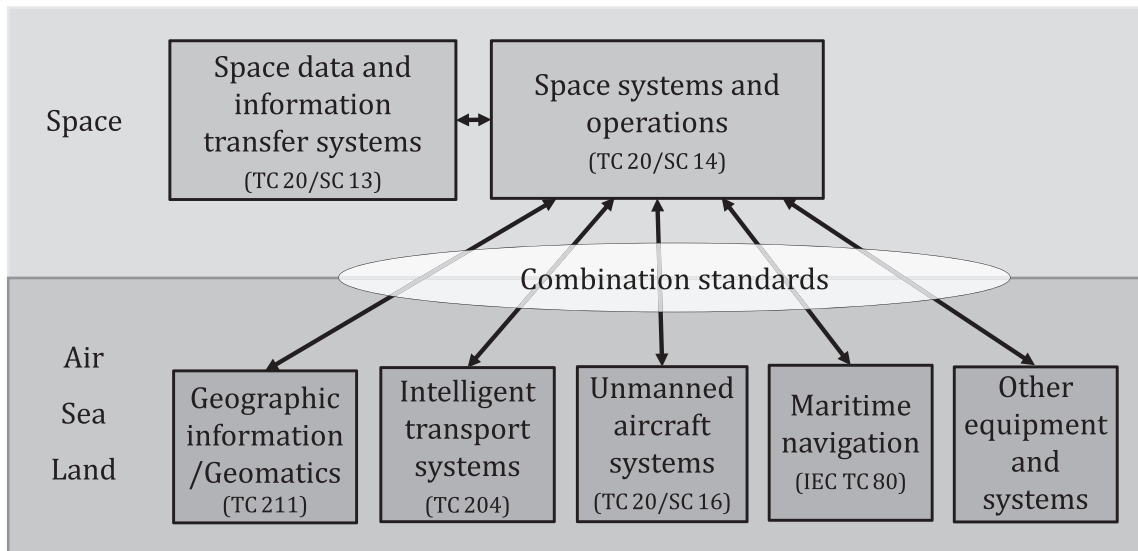 Space
Space data and
information
transfer systems
(TC 20/SC 13)
Space systems and
operations
(TC 20/SC 14)
Combination standards
Air
Sea
Land
Geographic
information
/Geomatics
(TC 211)
Intelligent
transport
systems
(TC 204)
Unmanned
aircraft
systems
(TC 20/SC 16)
Maritime
navigation
(IEC TC 80)
Other
equipment
and
systems